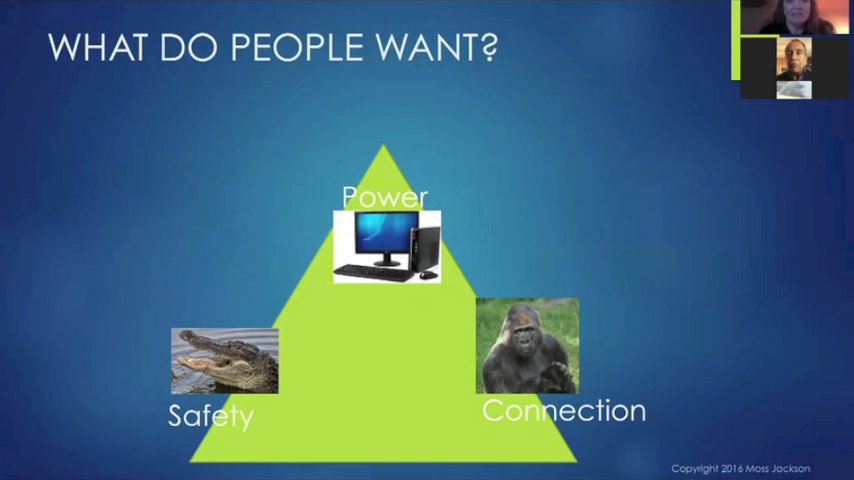 WHAT DO PEOPLE WANT?
Power
Safety
Connection
Copyright 2016 Moss Jackson